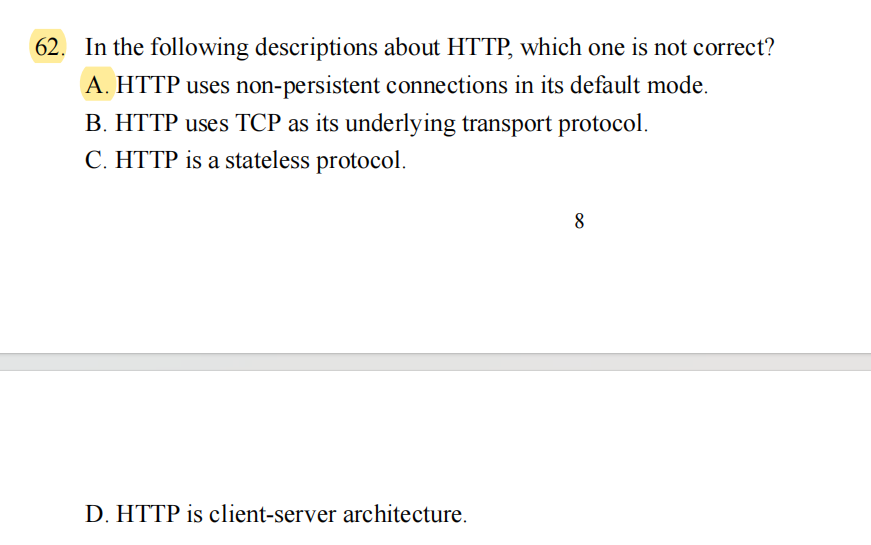 62. In the following descriptions about HTTP, which one is not correct?
A. HTTP uses non-persistent connections in its default mode.
B. HTTP uses TCP as its underlying transport protocol.
C. HTTP is a stateless protocol.
8
D. HTTP is client-server architecture.